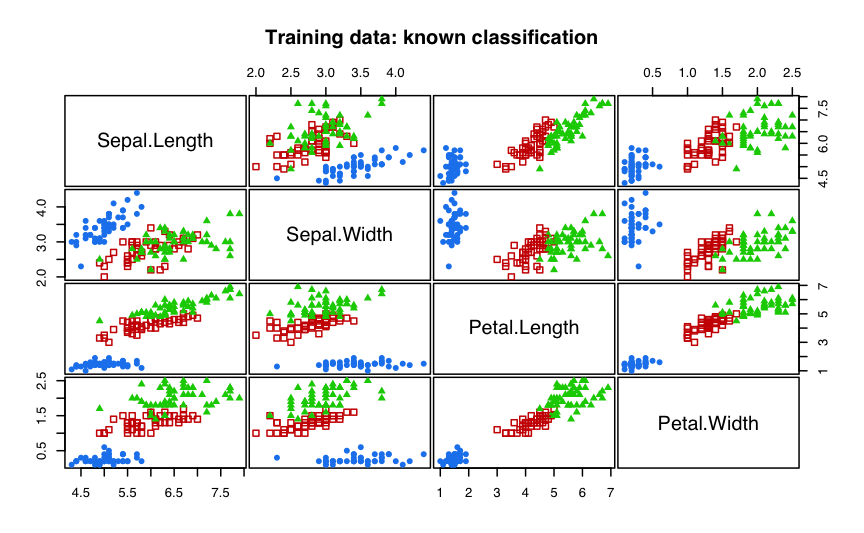 Training data: known classification
2.0 2.5 3.0 3.5 4.0
0.5 1.0 1.5 2.0 2.5
Sepal.Length
4.5 6.0 7.5
2.0 3.0 4.0
Sepal.Width
Petal.Length
1 3 5 7
0.5 1.5 2.5
Petal.Width
4.5 5.5 6.5 7.5
1 2 3 4 5 6 7